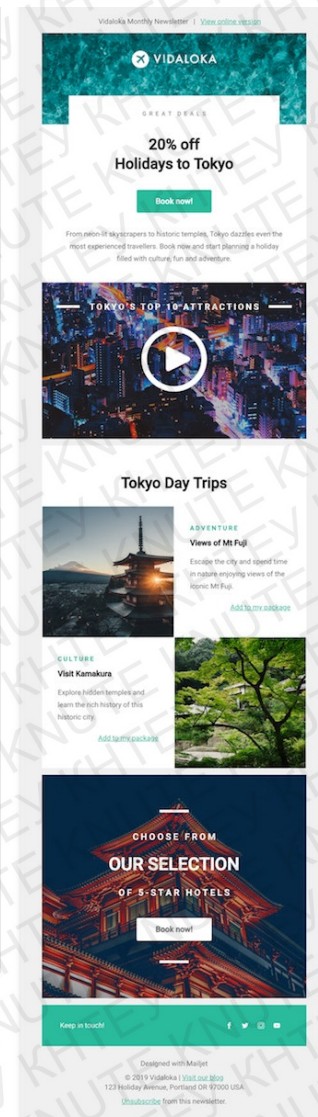 Vidaloka Monthly Newsletter | View online version
VIDALOKA
GREAT DEALS
20% off
Holidays to Tokyo
Book now!
From neon-lit skyscrapers to historic temples, Tokyo dazzles even the
most experienced travellers. Book now and start planning a holiday
filled with culture, fun and adventure.
TOKYO'S TOP 10 ATTRACTIONS
Tokyo Day Trips
ADVENTURE
Views of Mt Fuji
Escape the city and spend time
in nature enjoying views of the
iconic Mt Fuji.
Add to my package
CULTURE
Visit Kamakura
Explore hidden temples and
learn the rich history of this
historic city.
Add to my package
CHOOSE FROM
OUR SELECTION
OF 5-STAR HOTELS
Book now!
Keep in touch!
Designed with Mailjet
© 2019 Vidaloka | Visit our blog
123 Holiday Avenue, Portland OR 97000 USA
Unsubscribe from this newsletter.